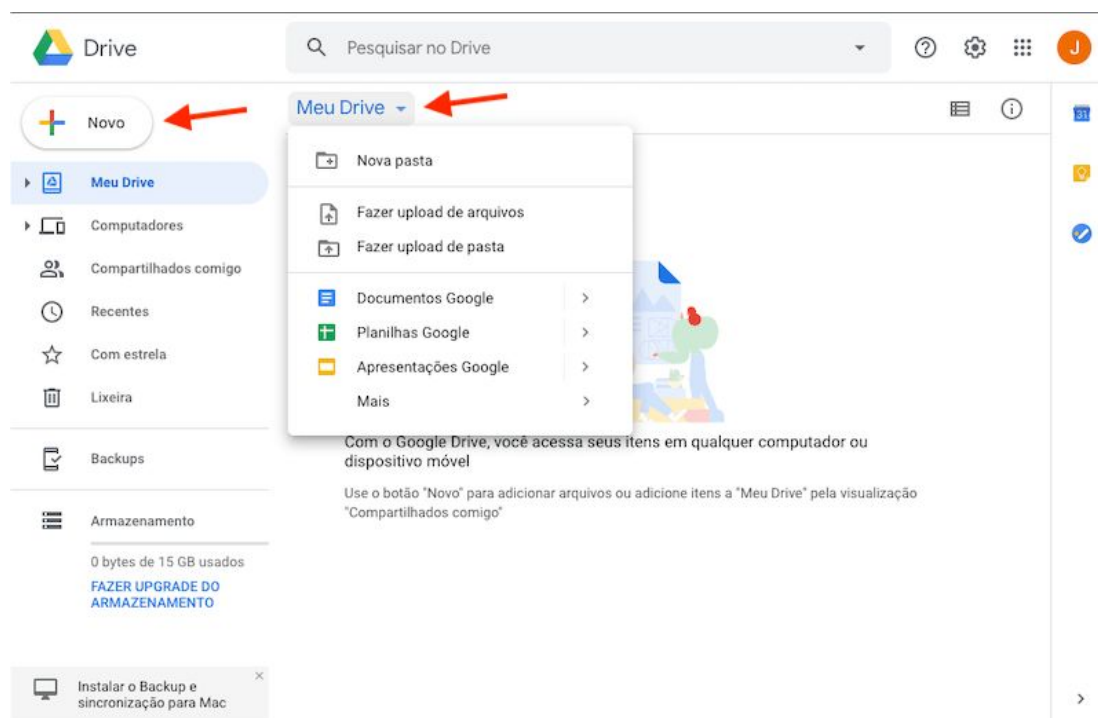 Drive
Pesquisar no Drive
J
Novo
Meu Drive
31
Nova pasta
Meu Drive
Fazer upload de arquivos
Computadores
Fazer upload de pasta
Compartilhados comigo
Documentos Google
Recentes
Planilhas Google
Com estrela
Apresentações Google
Lixeira
Mais
Com o Google Drive, você acessa seus itens em qualquer computador ou
dispositivo móvel
Backups
Use o botão "Novo" para adicionar arquivos ou adicione itens a "Meu Drive" pela visualização
"Compartilhados comigo"
Armazenamento
0 bytes de 15 GB usados
FAZER UPGRADE DO
ARMAZENAMENTO
Instalar o Backup e
sincronização para Mac